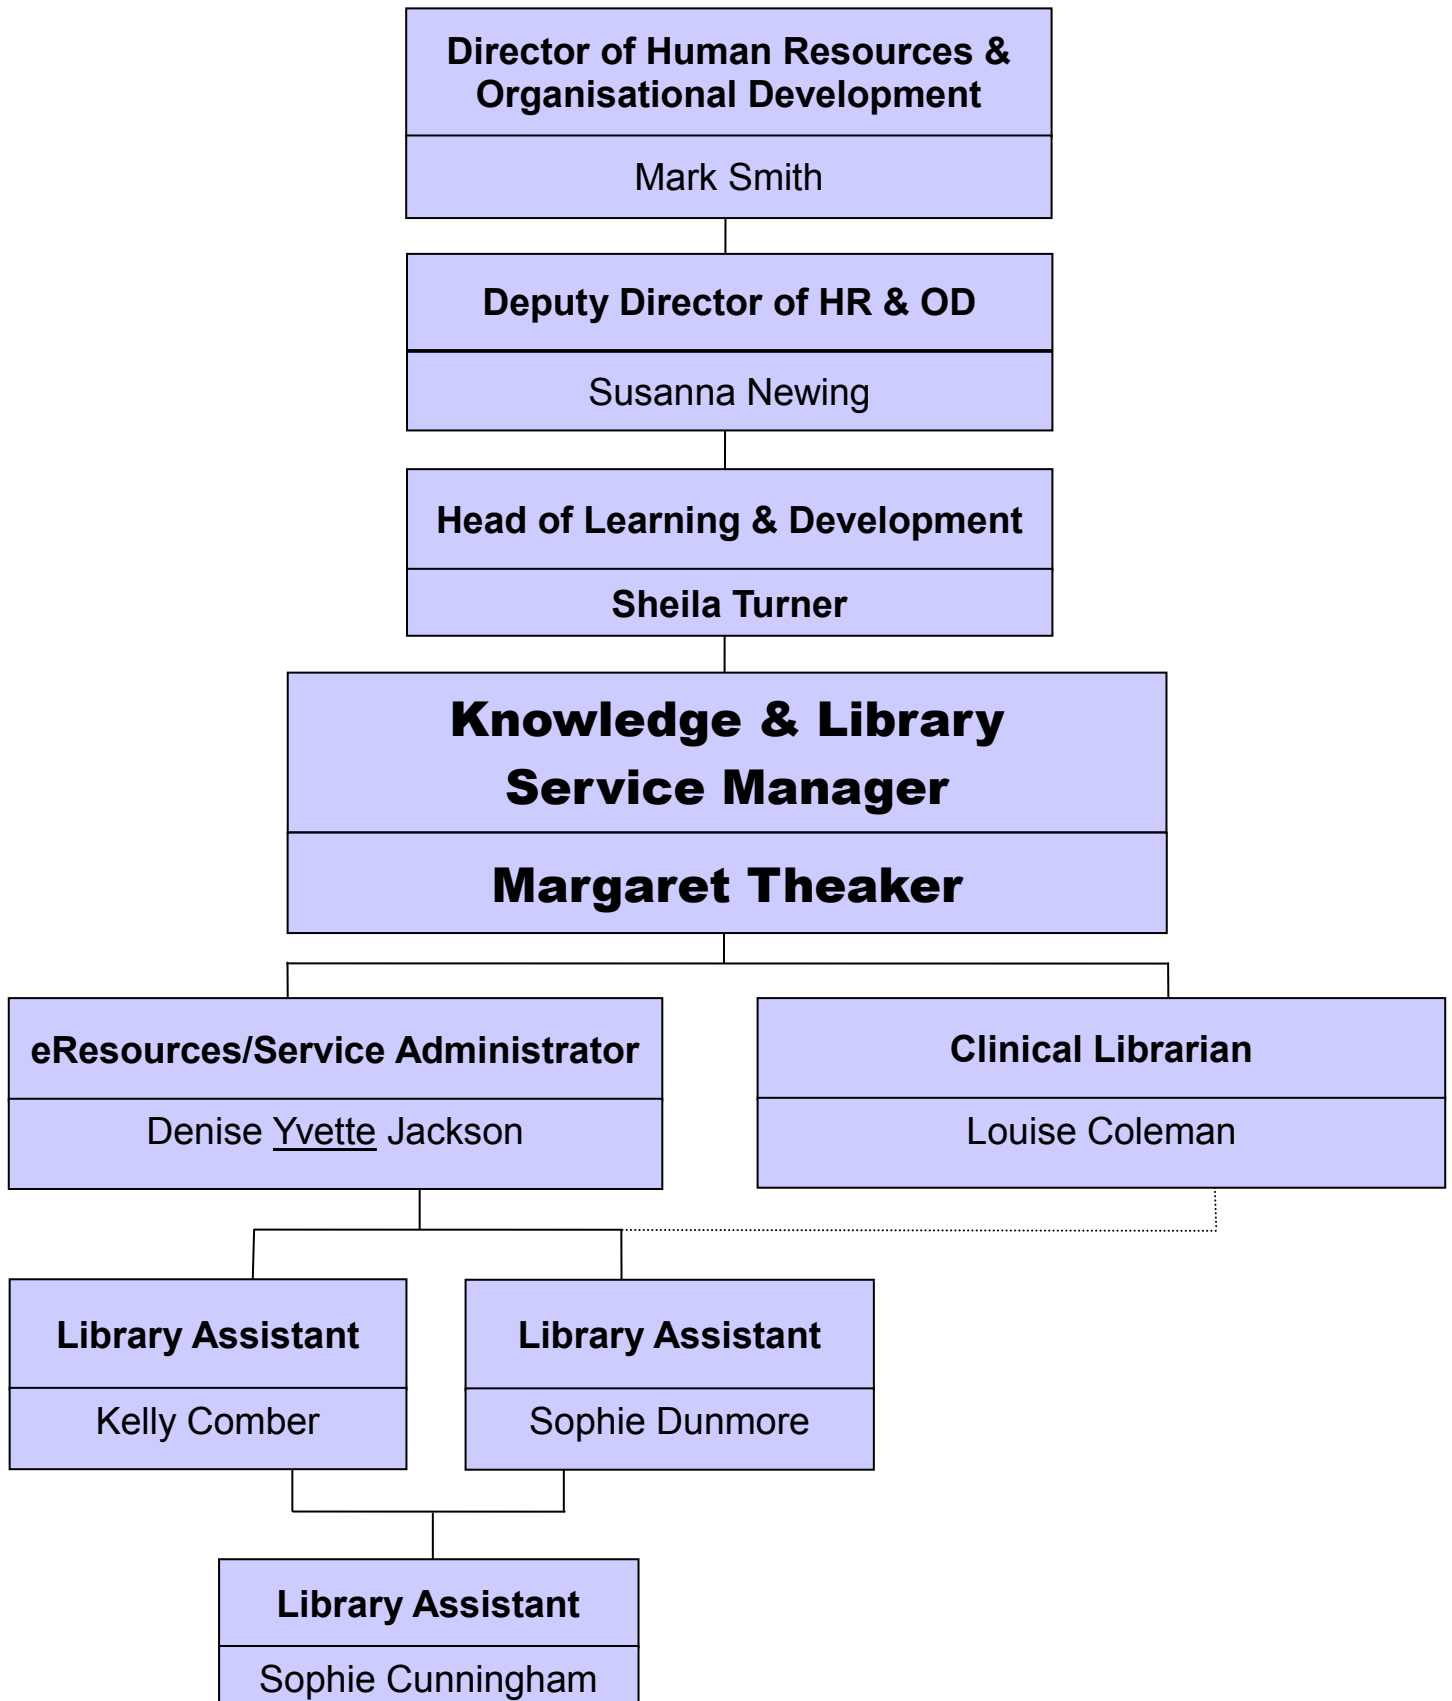 Director of Human Resources &
Organisational Development
Mark Smith
Deputy Director of HR & OD
Susanna Newing
Head of Learning & Development
Sheila Turner
Knowledge & Library
Service Manager
Margaret Theaker
eResources/Service Administrator
Denise Yvette Jackson
Clinical Librarian
Louise Coleman
Library Assistant
Kelly Comber
Library Assistant
Sophie Dunmore
Library Assistant
Sophie Cunningham